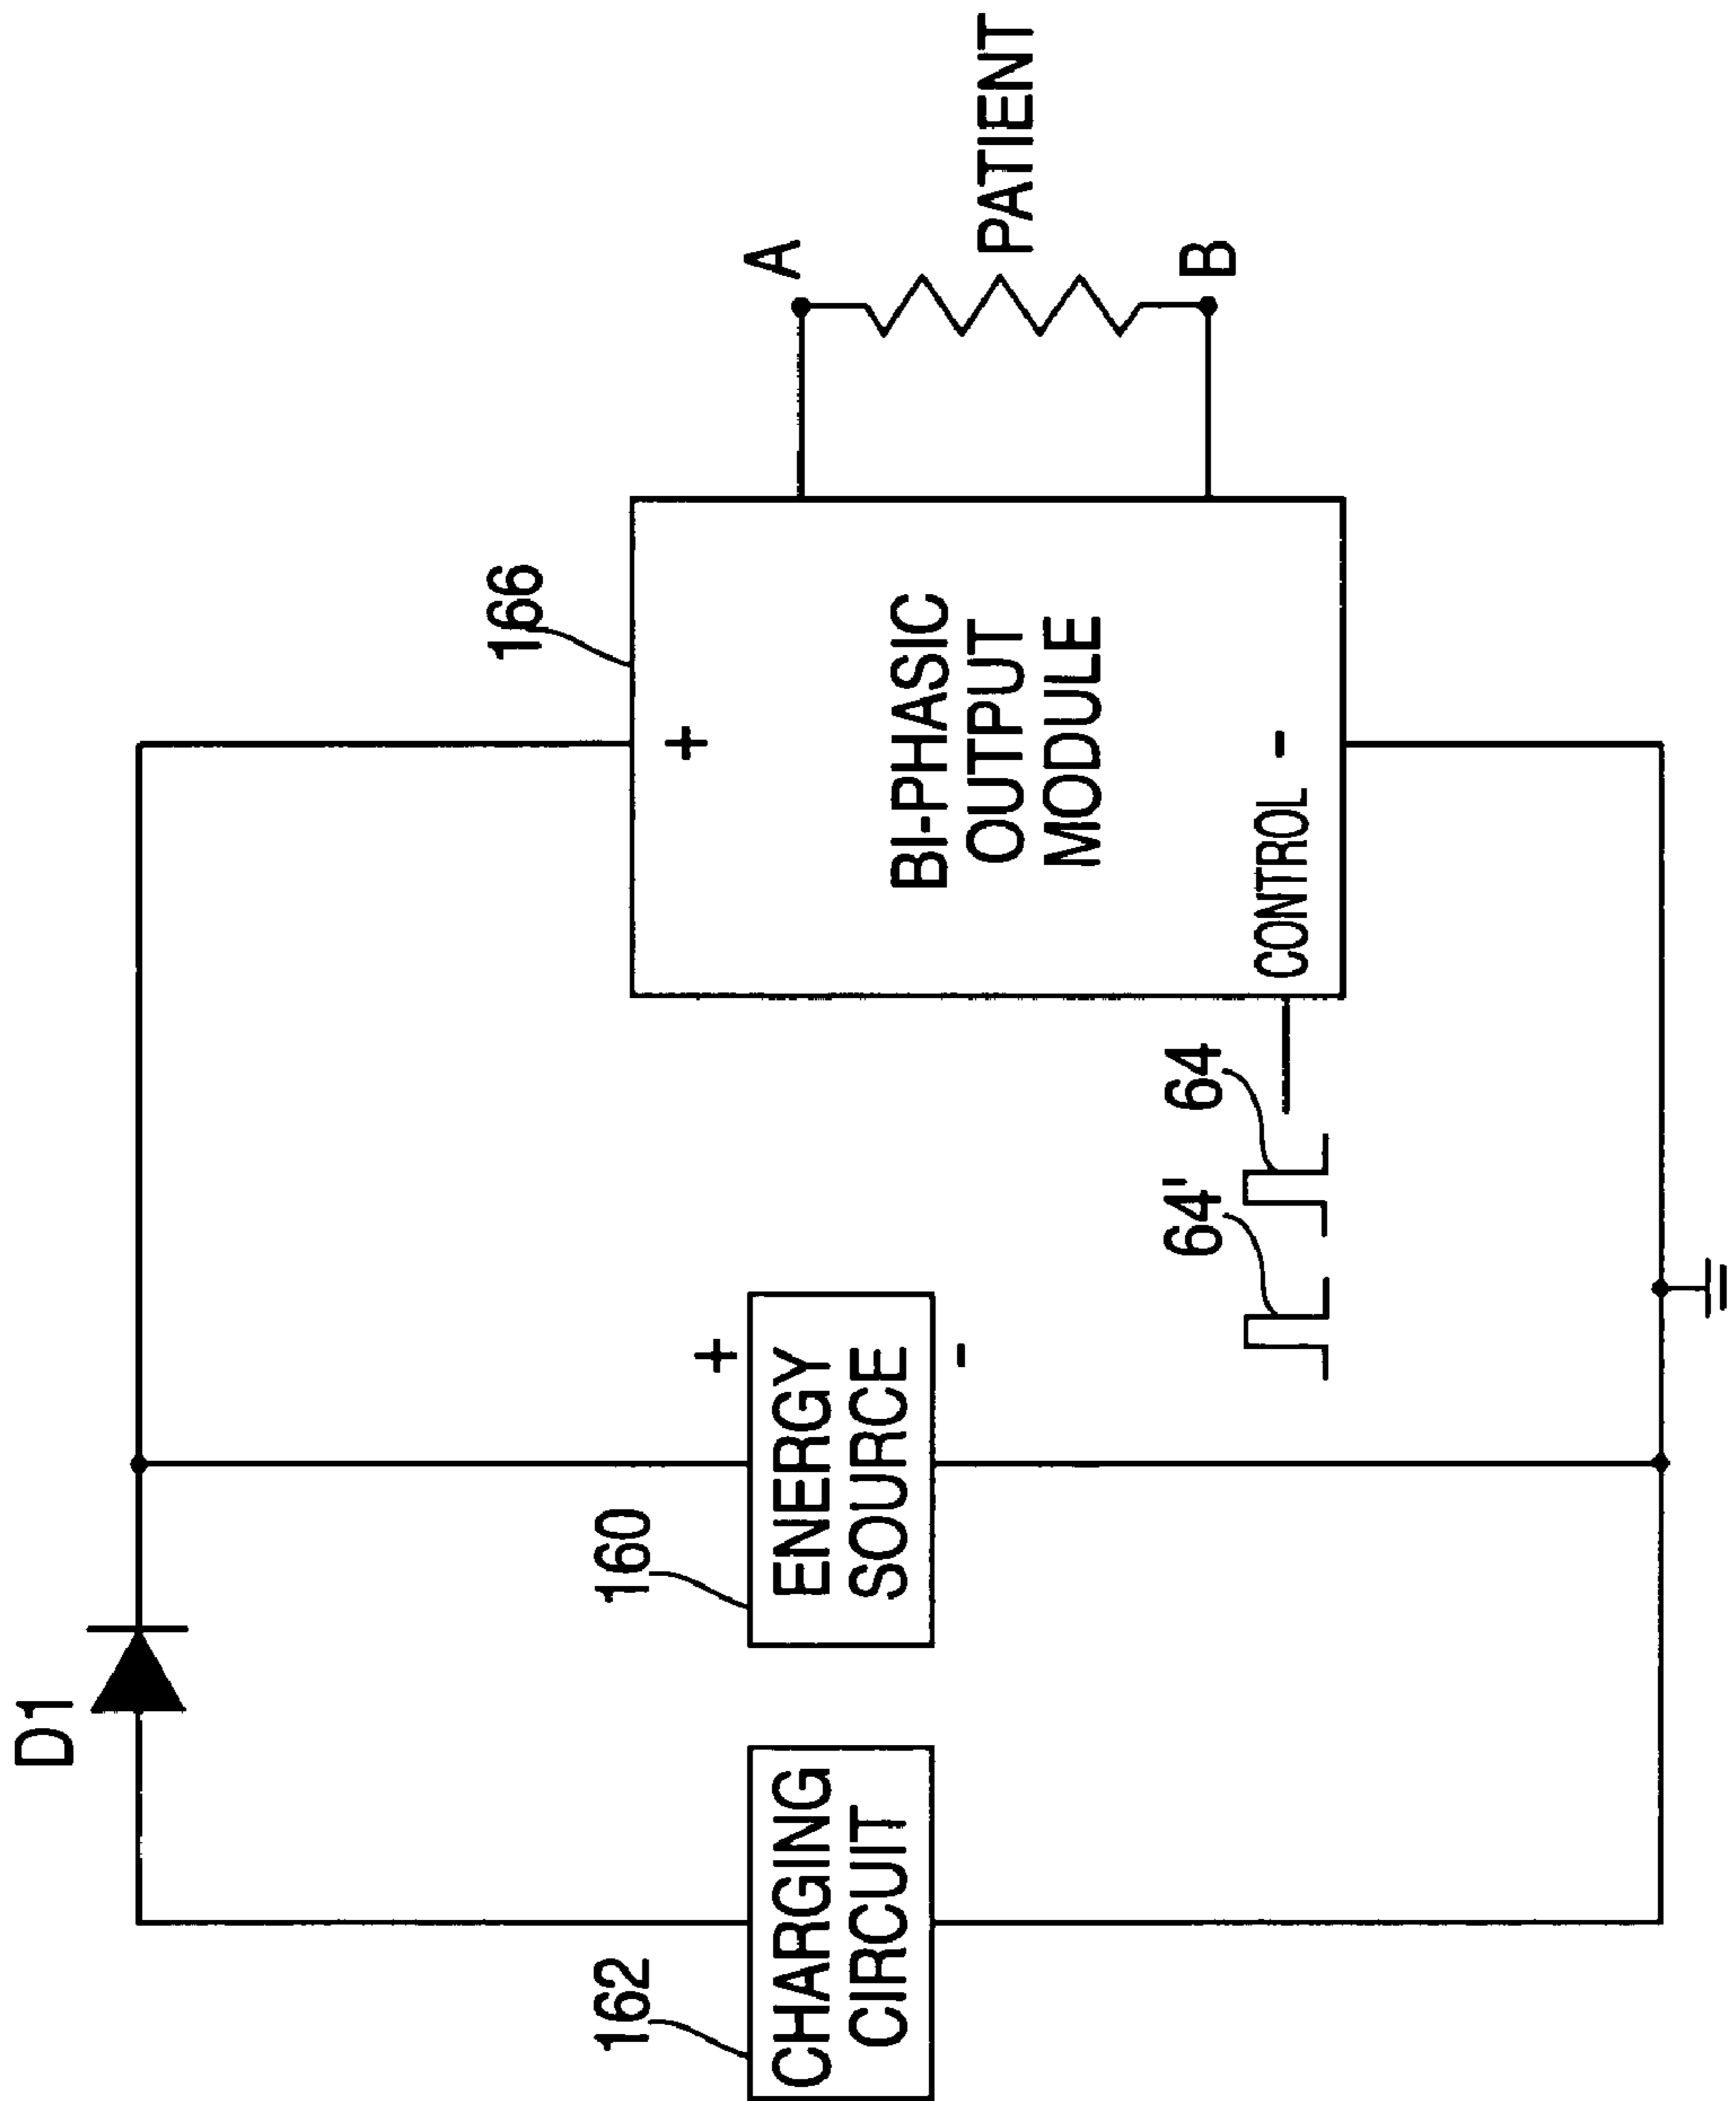 D1
166
A
+
BI-PHASIC
OUTPUT
MODULE
PATIENT
160
+
162
CHARGING
CIRCUIT
ENERGY
SOURCE
-
64'
64
CONTROL
-
B